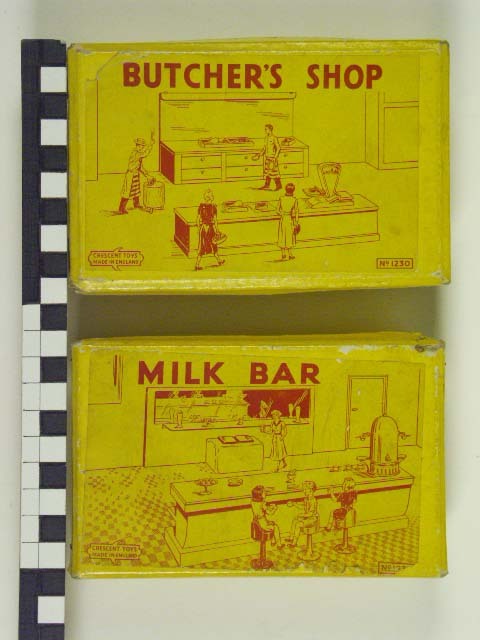 BUTCHER'S SHOP
CRESCENT TOYS
MADE IN ENGLAND
Nº 1230
MILK BAR
CRESCENT TOYS
MADE IN ENGLAND